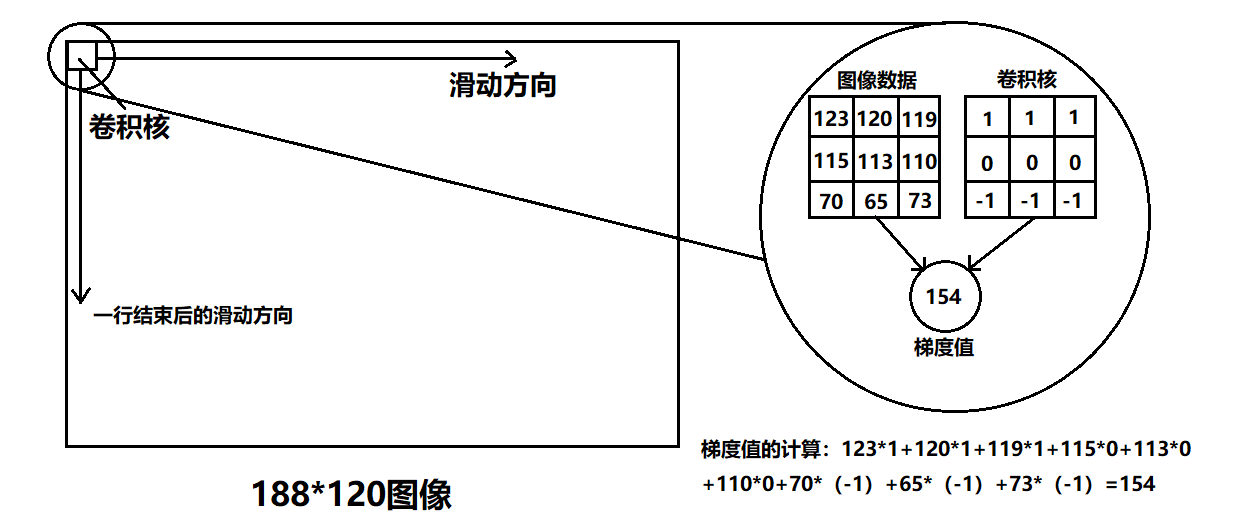 滑动方向
卷积核
一行结束后的滑动方向
188*120图像
图像数据
卷积核
123 120 119
1 1 1
115 113 110
0 0 0
70 65 73
-1 -1 -1
154
梯度值
梯度值的计算：123*1+120*1+119*1+115*0+113*0
+110*0+70*（-1）+65*（-1）+73*（-1）=154